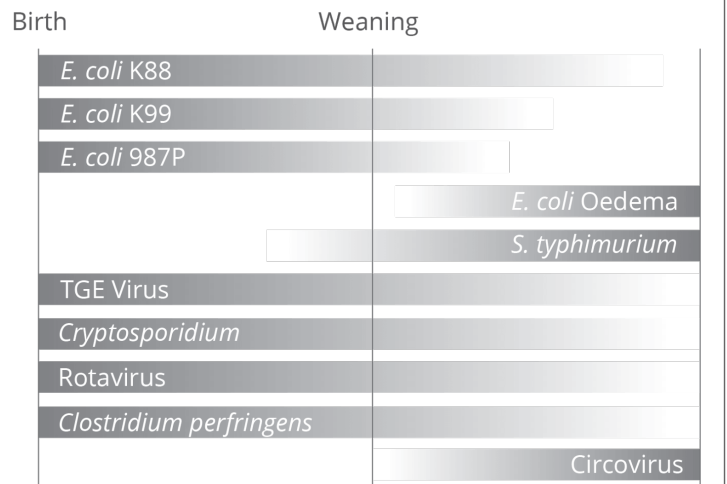 Birth Weaning
E. coli K88
E. coli K99
E. coli 987P
E. coli Oedema
S. typhimurium
TGE Virus
Cryptosporidium
Rotavirus
Clostridium perfringens
Circovirus